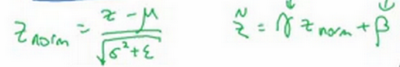 z_norm = (z − μ) / √(σ² + ε)
z̃ = γ z_norm + β